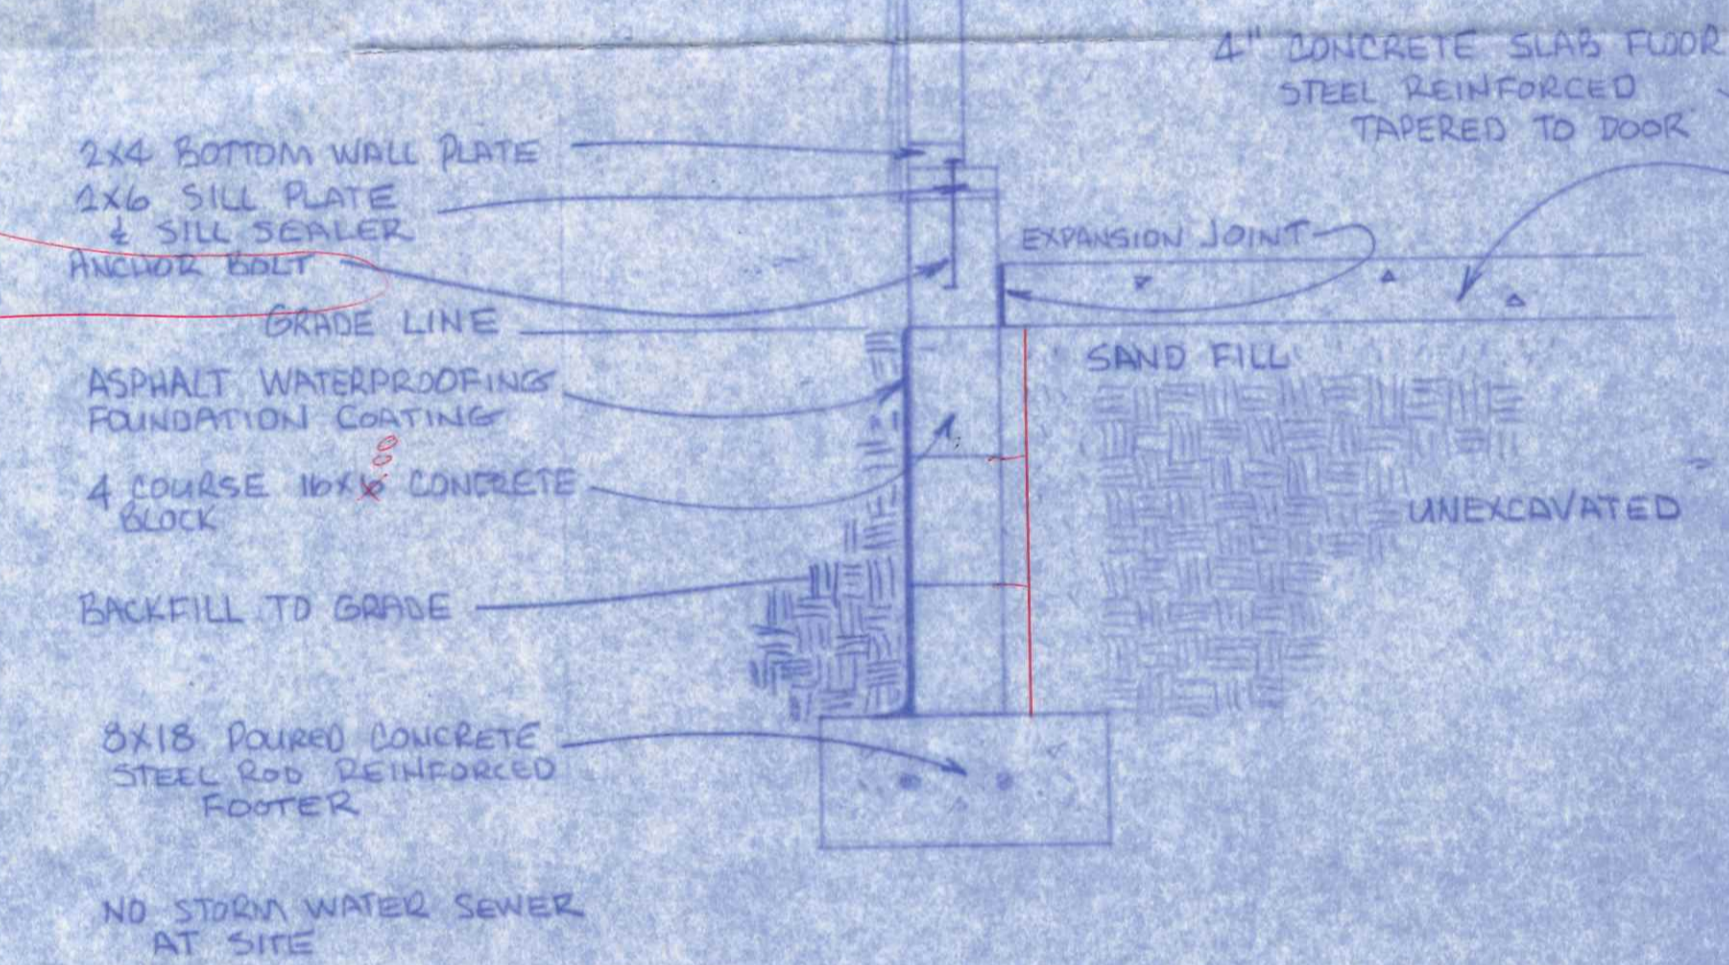 4" CONCRETE SLAB FLOOR
STEEL REINFORCED
TAPERED TO DOOR
2X4 BOTTOM WALL PLATE
2X6 SILL PLATE
& SILL SEALER
ANCHOR BOLT
EXPANSION JOINT
GRADE LINE
SAND FILL
ASPHALT WATERPROOFING
FOUNDATION COATING
8
4 COURSE 16X6 CONCRETE
BLOCK
UNEXCAVATED
BACKFILL TO GRADE
8X18 POURED CONCRETE
STEEL ROD REINFORCED
FOOTER
NO STORM WATER SEWER
AT SITE